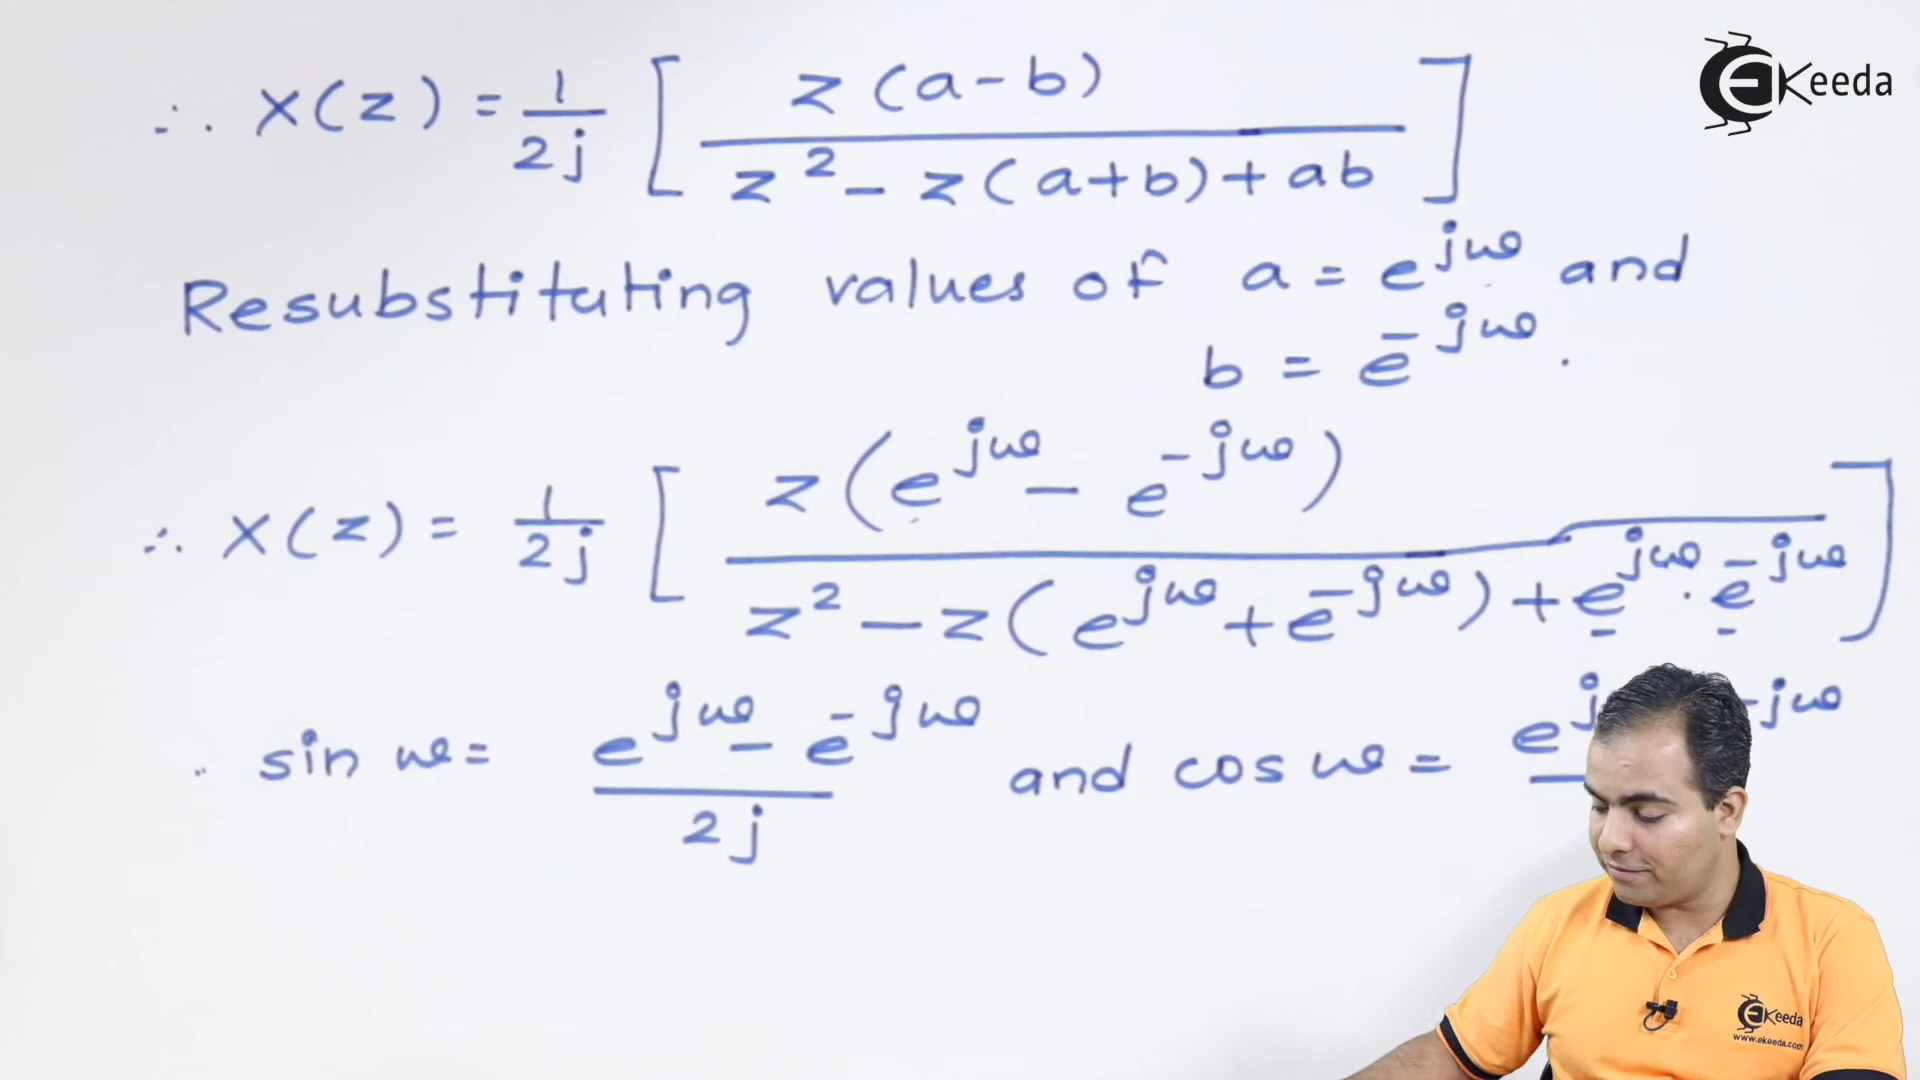 EKeeda
∴ X(z) = 1/2j [ z(a-b) / z² - z(a+b) + ab ]
Resubstituting values of a = e^jω and
b = e^-jω.
∴ X(z) = 1/2j [ z(e^jω - e^-jω) / z² - z(e^jω + e^-jω) + e^jω · e^-jω ]
sin ω = e^jω - e^-jω / 2j and cos ω = e^j -jω
EKeeda
www.ekeeda.com